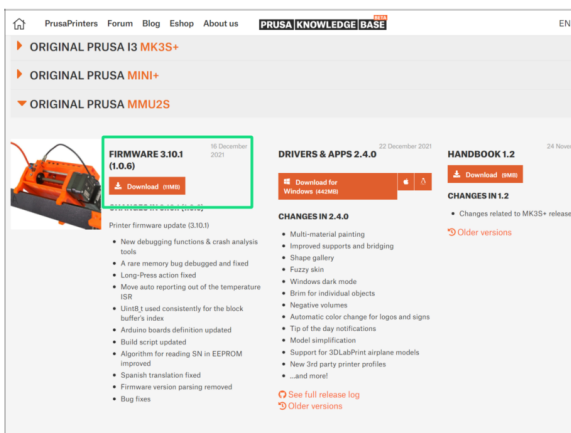 PrusaPrinters Forum Blog Eshop About us PRUSA KNOWLEDGE BASE BETA EN
ORIGINAL PRUSA I3 MK3S+
ORIGINAL PRUSA MINI+
ORIGINAL PRUSA MMU2S
FIRMWARE 3.10.1
(1.0.6)
16 December
2021
Download (11MB)
CHANGES IN 3.10.1 (1.0.6)
Printer firmware update (3.10.1)
New debugging functions & crash analysis
tools
A rare memory bug debugged and fixed
Long-Press action fixed
Move auto reporting out of the temperature
ISR
Uint8_t used consistently for the block
buffer's index
Arduino boards definition updated
Build script updated
Algorithm for reading SN in EEPROM
improved
Spanish translation fixed
Firmware version parsing removed
Bug fixes
DRIVERS & APPS 2.4.0
22 December 2021
Download for
Windows (442MB)
CHANGES IN 2.4.0
Multi-material painting
Improved supports and bridging
Shape gallery
Fuzzy skin
Windows dark mode
Brim for individual objects
Negative volumes
Automatic color change for logos and signs
Tip of the day notifications
Model simplification
Support for 3DLabPrint airplane models
New 3rd party printer profiles
...and more!
See full release log
Older versions
HANDBOOK 1.2
24 Nove
Download (9MB)
CHANGES IN 1.2
Changes related to MK3S+ release
Older versions